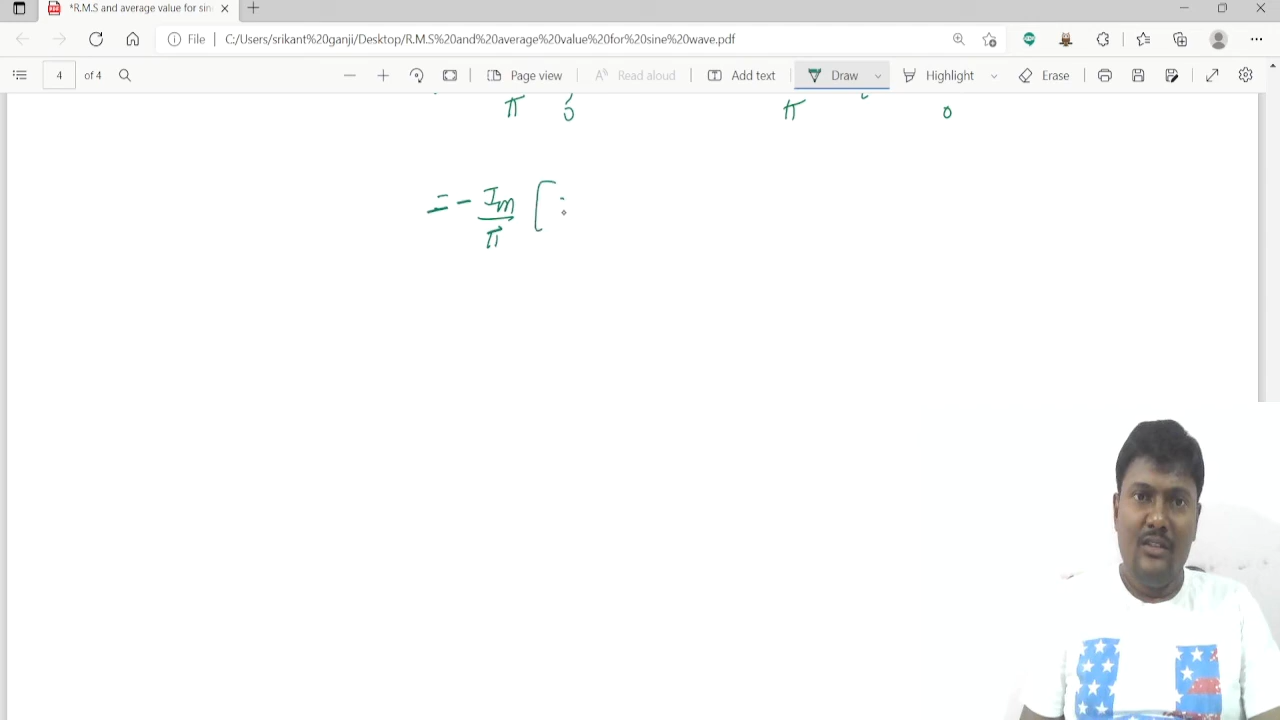 *R.M.S and average value for sin
File | C:/Users/srikant%20ganji/Desktop/R.M.S%20and%20average%20value%20for%20sine%20wave.pdf
4 of 4 Page view Read aloud Add text Draw Highlight Erase
π 0 π 0
= - Im/π [